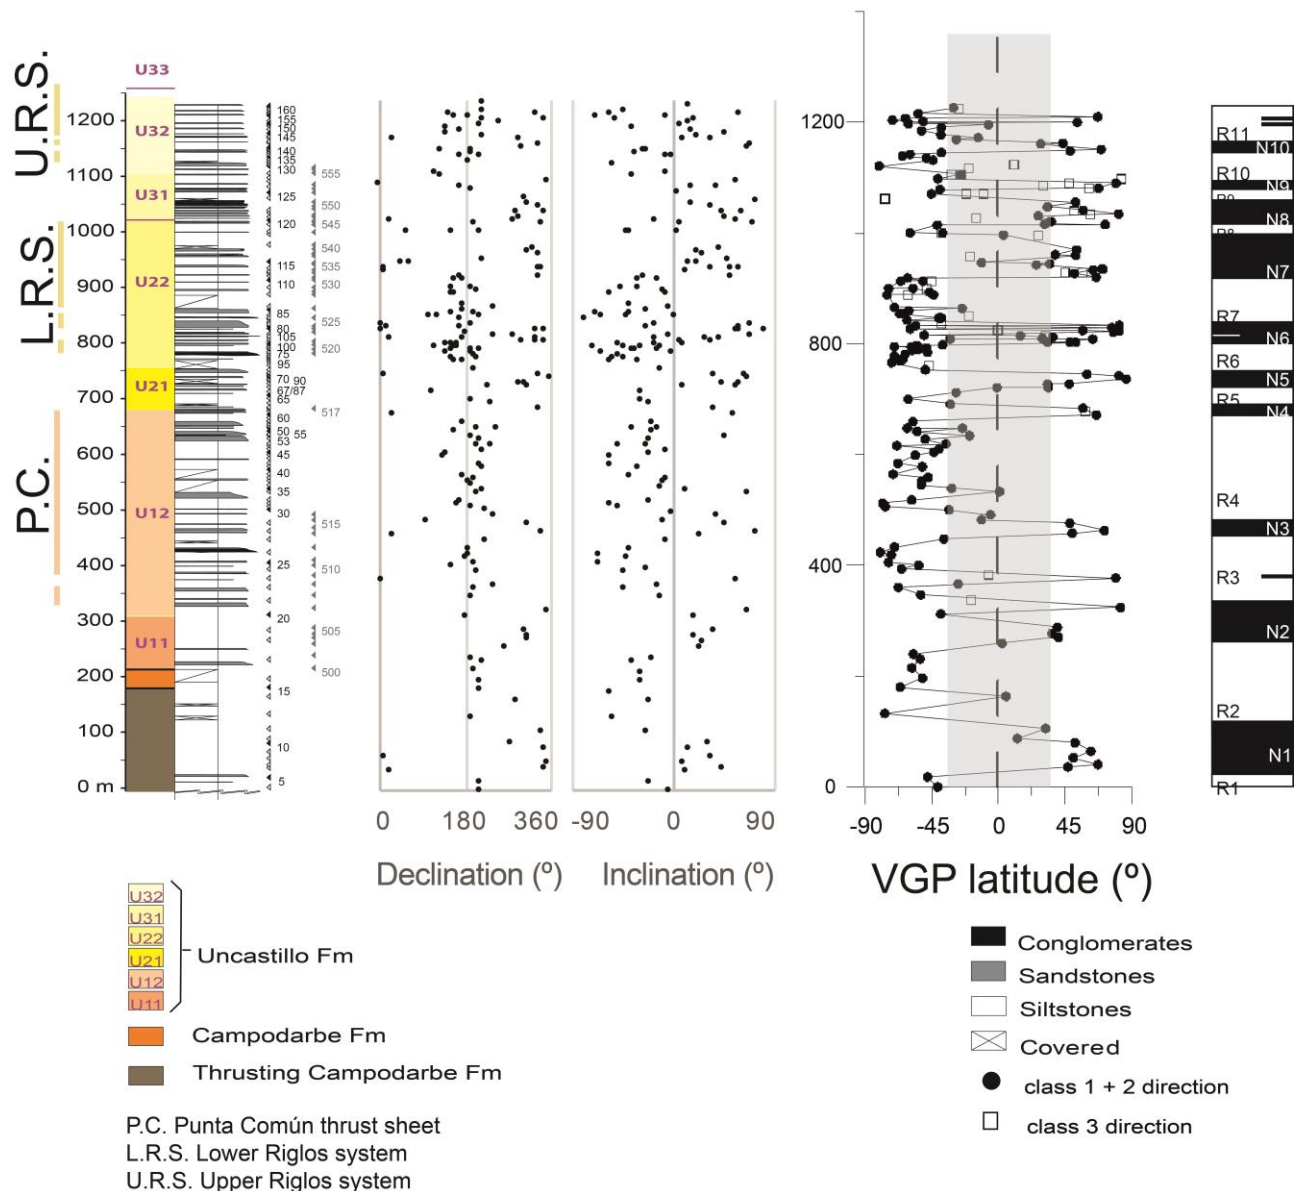 U.R.S.
L.R.S.
P.C.
U33
U32
U31
U22
U21
U12
U11
1200
1100
1000
900
800
700
600
500
400
300
200
100
0 m
160
155
150
145
140
135
130
125
120
115
110
85
80
105
100
75
95
70 90
67/87
65
60
50 55
53
45
40
35
30
25
20
15
10
5
555
550
545
540
535
530
525
520
517
515
510
505
500
0 180 360
Declination (º)
-90 0 90
Inclination (º)
1200
800
400
0
-90 -45 0 45 90
VGP latitude (º)
R11
N10
R10
N9
R9
N8
R8
N7
R7
N6
R6
N5
R5
N4
R4
N3
R3
N2
R2
N1
R1
U32
U31
U22
U21
U12
U11
Uncastillo Fm
Campodarbe Fm
Thrusting Campodarbe Fm
P.C. Punta Común thrust sheet
L.R.S. Lower Riglos system
U.R.S. Upper Riglos system
Conglomerates
Sandstones
Siltstones
Covered
class 1 + 2 direction
class 3 direction